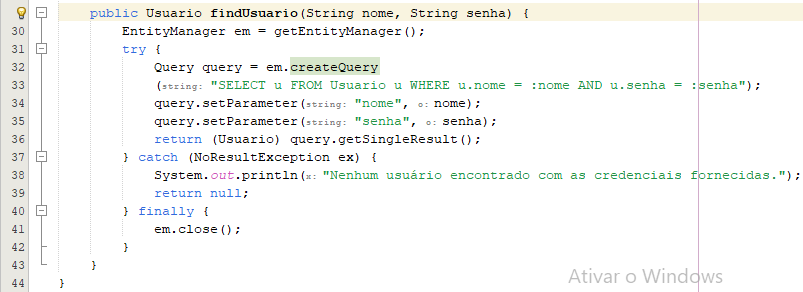 public Usuario findUsuario(String nome, String senha) {
30 EntityManager em = getEntityManager();
31 try {
32 Query query = em.createQuery
33 (string: "SELECT u FROM Usuario u WHERE u.nome = :nome AND u.senha = :senha");
34 query.setParameter(string: "nome", o: nome);
35 query.setParameter(string: "senha", o: senha);
36 return (Usuario) query.getSingleResult();
37 } catch (NoResultException ex) {
38 System.out.println(x: "Nenhum usuário encontrado com as credenciais fornecidas.");
39 return null;
40 } finally {
41 em.close();
42 }
43 }
44 }
Ativar o Windows